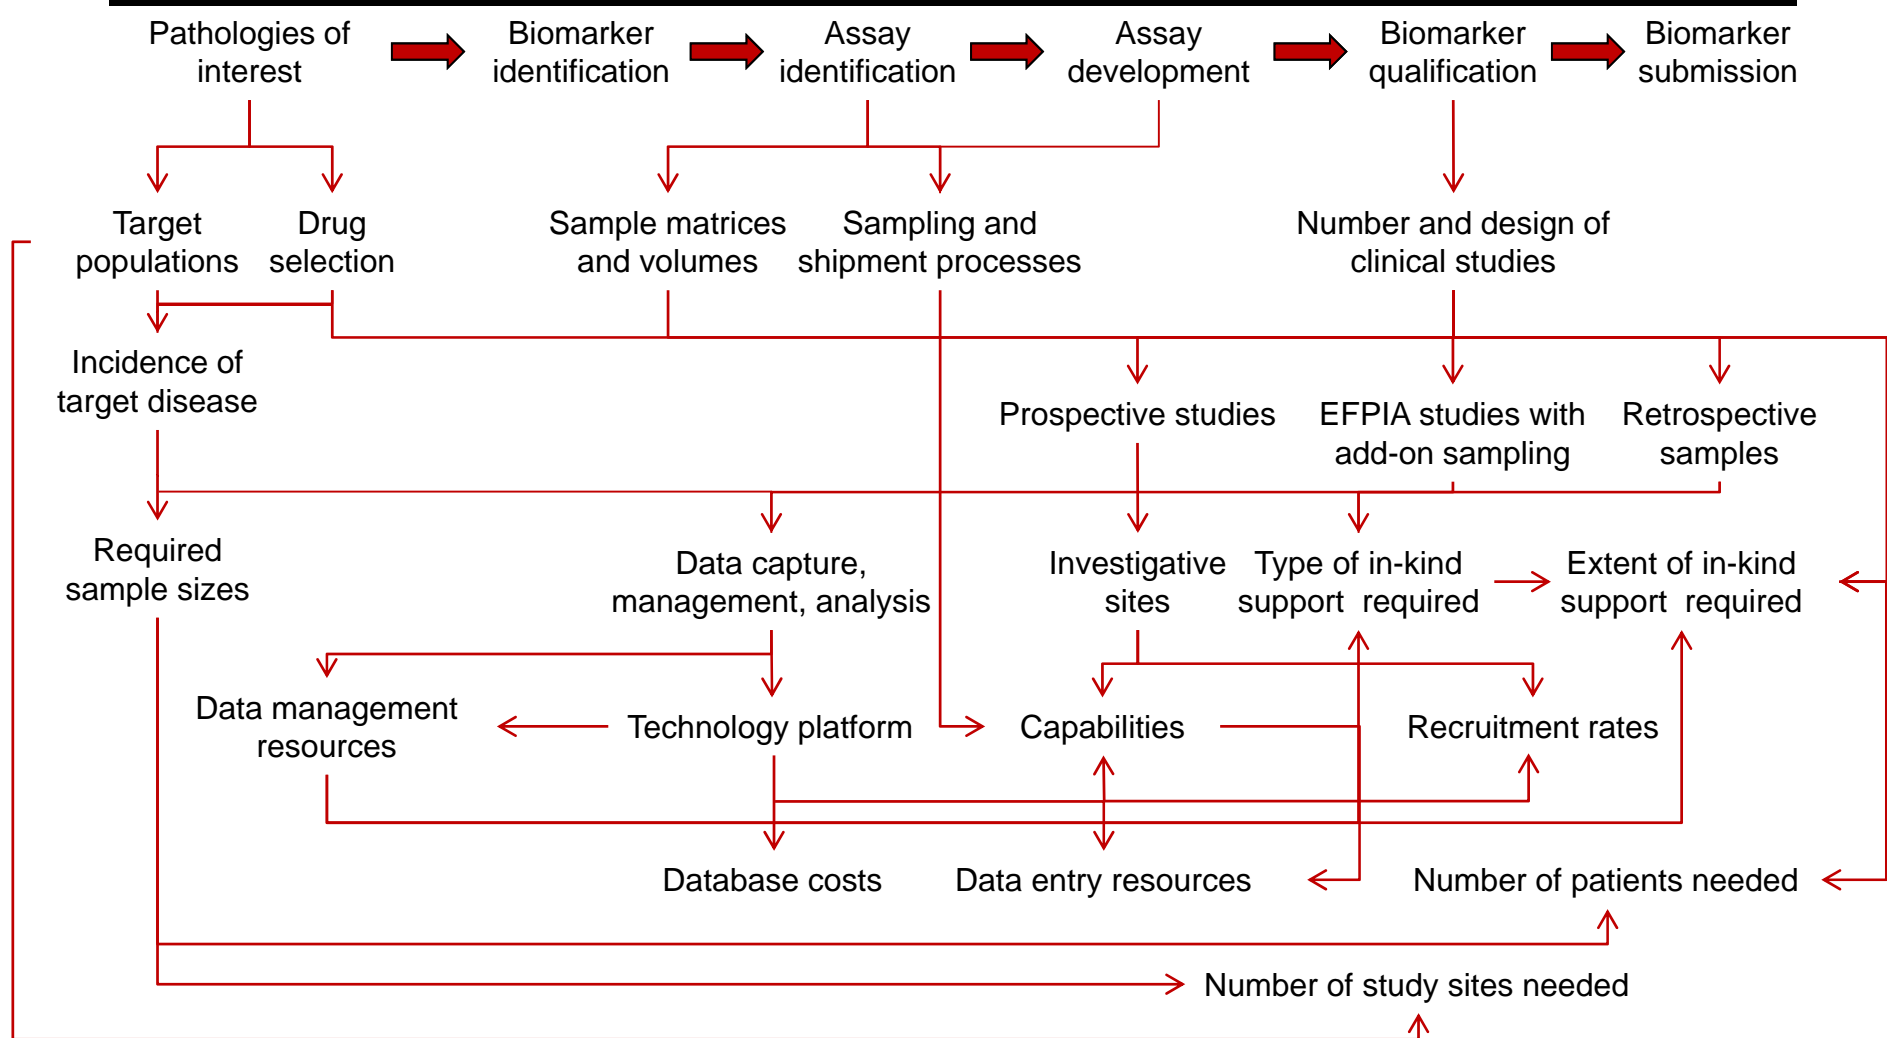 Pathologies of
interest
Biomarker
identification
Assay
identification
Assay
development
Biomarker
qualification
Biomarker
submission
Target
populations
Drug
selection
Sample matrices
and volumes
Sampling and
shipment processes
Number and design of
clinical studies
Incidence of
target disease
Prospective studies
EFPIA studies with
add-on sampling
Retrospective
samples
Required
sample sizes
Data capture,
management, analysis
Investigative
sites
Type of in-kind
support required
Extent of in-kind
support required
Data management
resources
Technology platform
Capabilities
Recruitment rates
Database costs
Data entry resources
Number of patients needed
Number of study sites needed